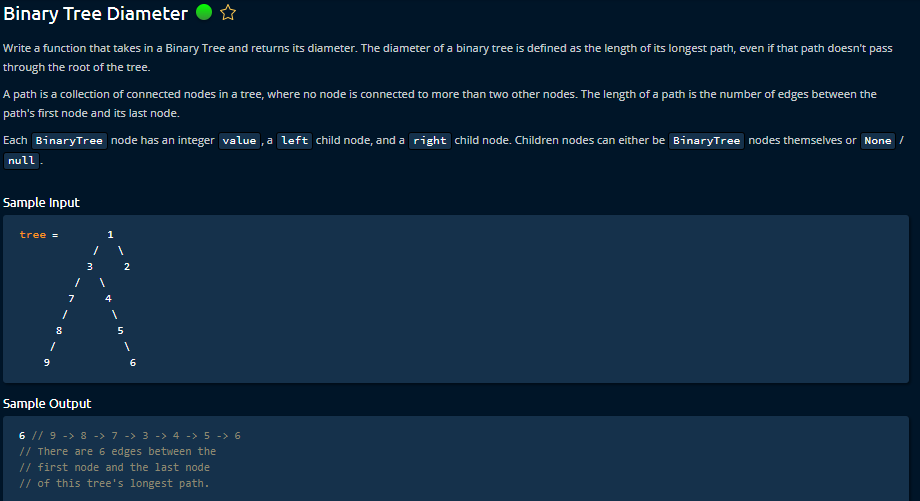 Binary Tree Diameter
Write a function that takes in a Binary Tree and returns its diameter. The diameter of a binary tree is defined as the length of its longest path, even if that path doesn't pass
through the root of the tree.
A path is a collection of connected nodes in a tree, where no node is connected to more than two other nodes. The length of a path is the number of edges between the
path's first node and its last node.
Each BinaryTree node has an integer value , a left child node, and a right child node. Children nodes can either be BinaryTree nodes themselves or None /
null .
Sample Input
tree = 1
/ \
3 2
/ \
7 4
/ \
8 5
/ \
9 6
Sample Output
6 // 9 -> 8 -> 7 -> 3 -> 4 -> 5 -> 6
// There are 6 edges between the
// first node and the last node
// of this tree's longest path.